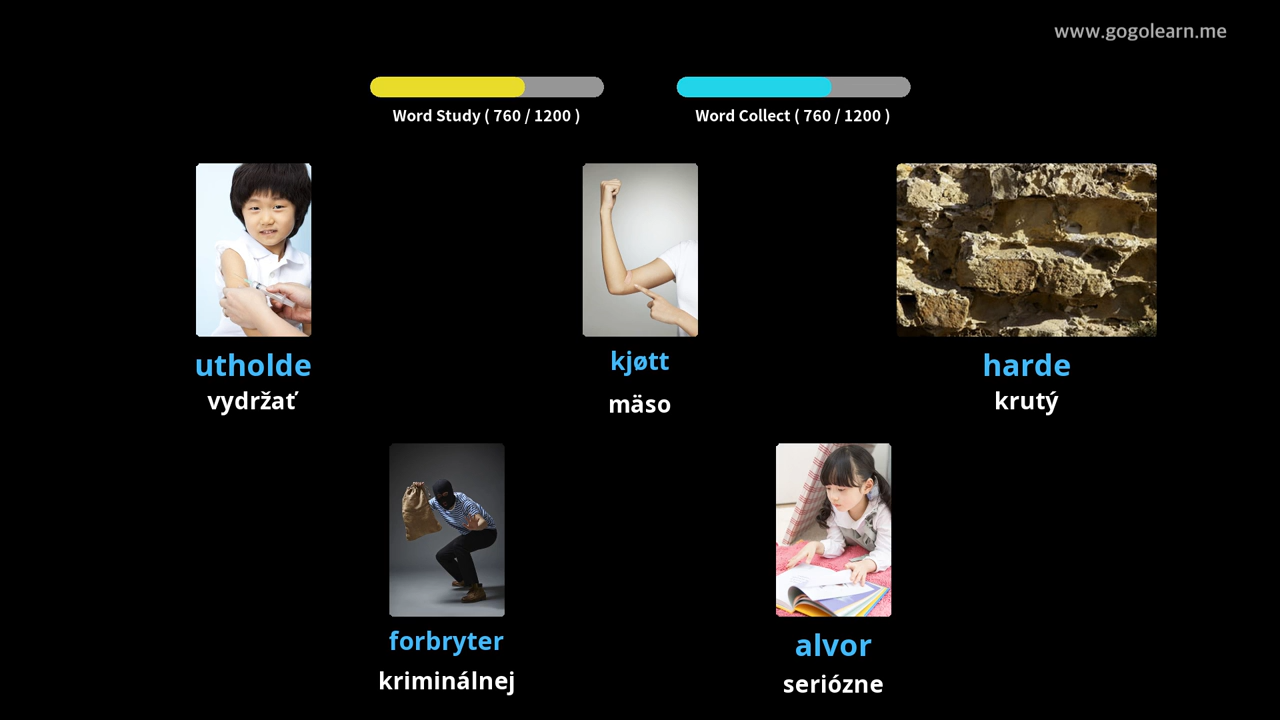 www.gogolearn.me
Word Study ( 760 / 1200 )
Word Collect ( 760 / 1200 )
utholde
vydržať
kjøtt
mäso
harde
krutý
forbryter
kriminálnej
alvor
seriózne